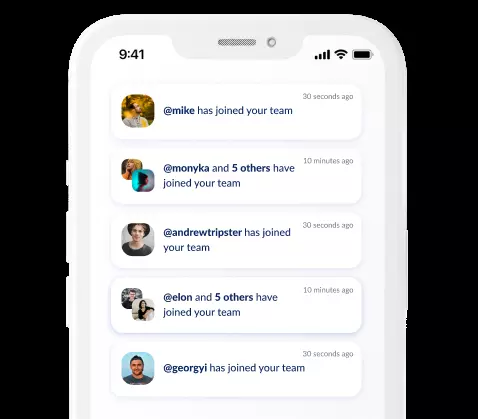 9:41
30 seconds ago
@mike has joined your team
10 minutes ago
@monyka and 5 others have
joined your team
30 seconds ago
@andrewtripster has joined
your team
10 minutes ago
@elon and 5 others have
joined your team
30 seconds ago
@georgyi has joined your team